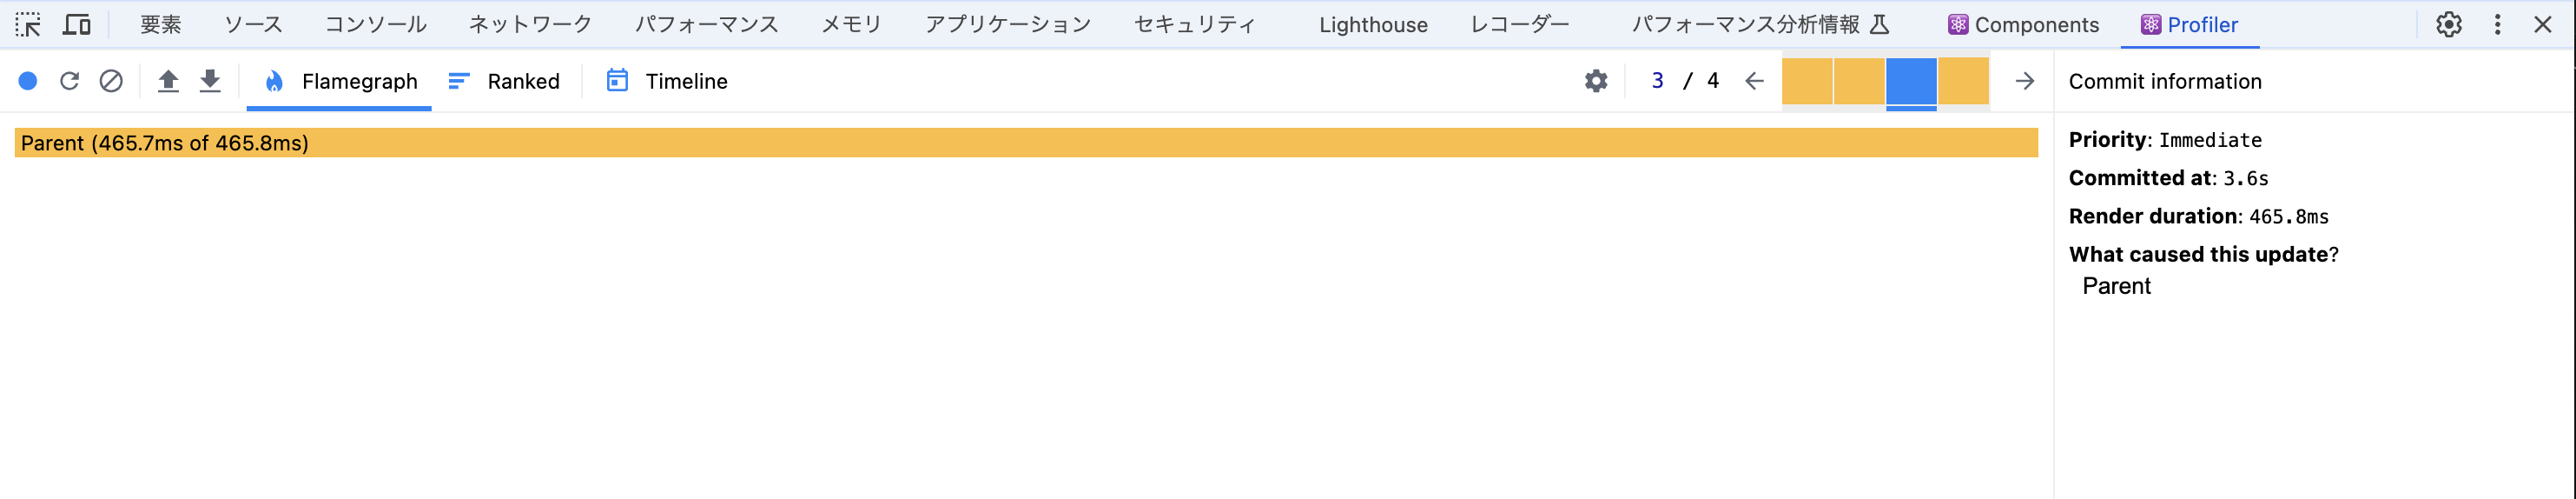 要素 ソース コンソール ネットワーク パフォーマンス メモリ アプリケーション セキュリティ Lighthouse レコーダー パフォーマンス分析情報 Components Profiler
Flamegraph Ranked Timeline 3 / 4 Commit information
Parent (465.7ms of 465.8ms)
Priority: Immediate
Committed at: 3.6s
Render duration: 465.8ms
What caused this update?
Parent